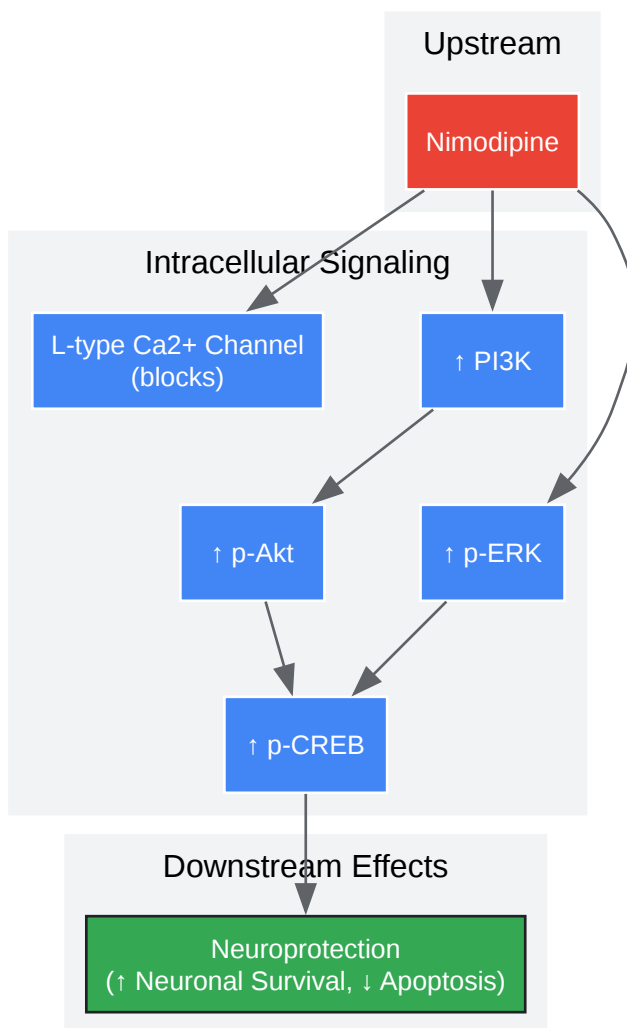 Upstream
Nimodipine
Intracellular Signaling
L-type Ca2+ Channel
(blocks)
↑ PI3K
↑ p-Akt
↑ p-ERK
↑ p-CREB
Downstream Effects
Neuroprotection
(↑ Neuronal Survival, ↓ Apoptosis)